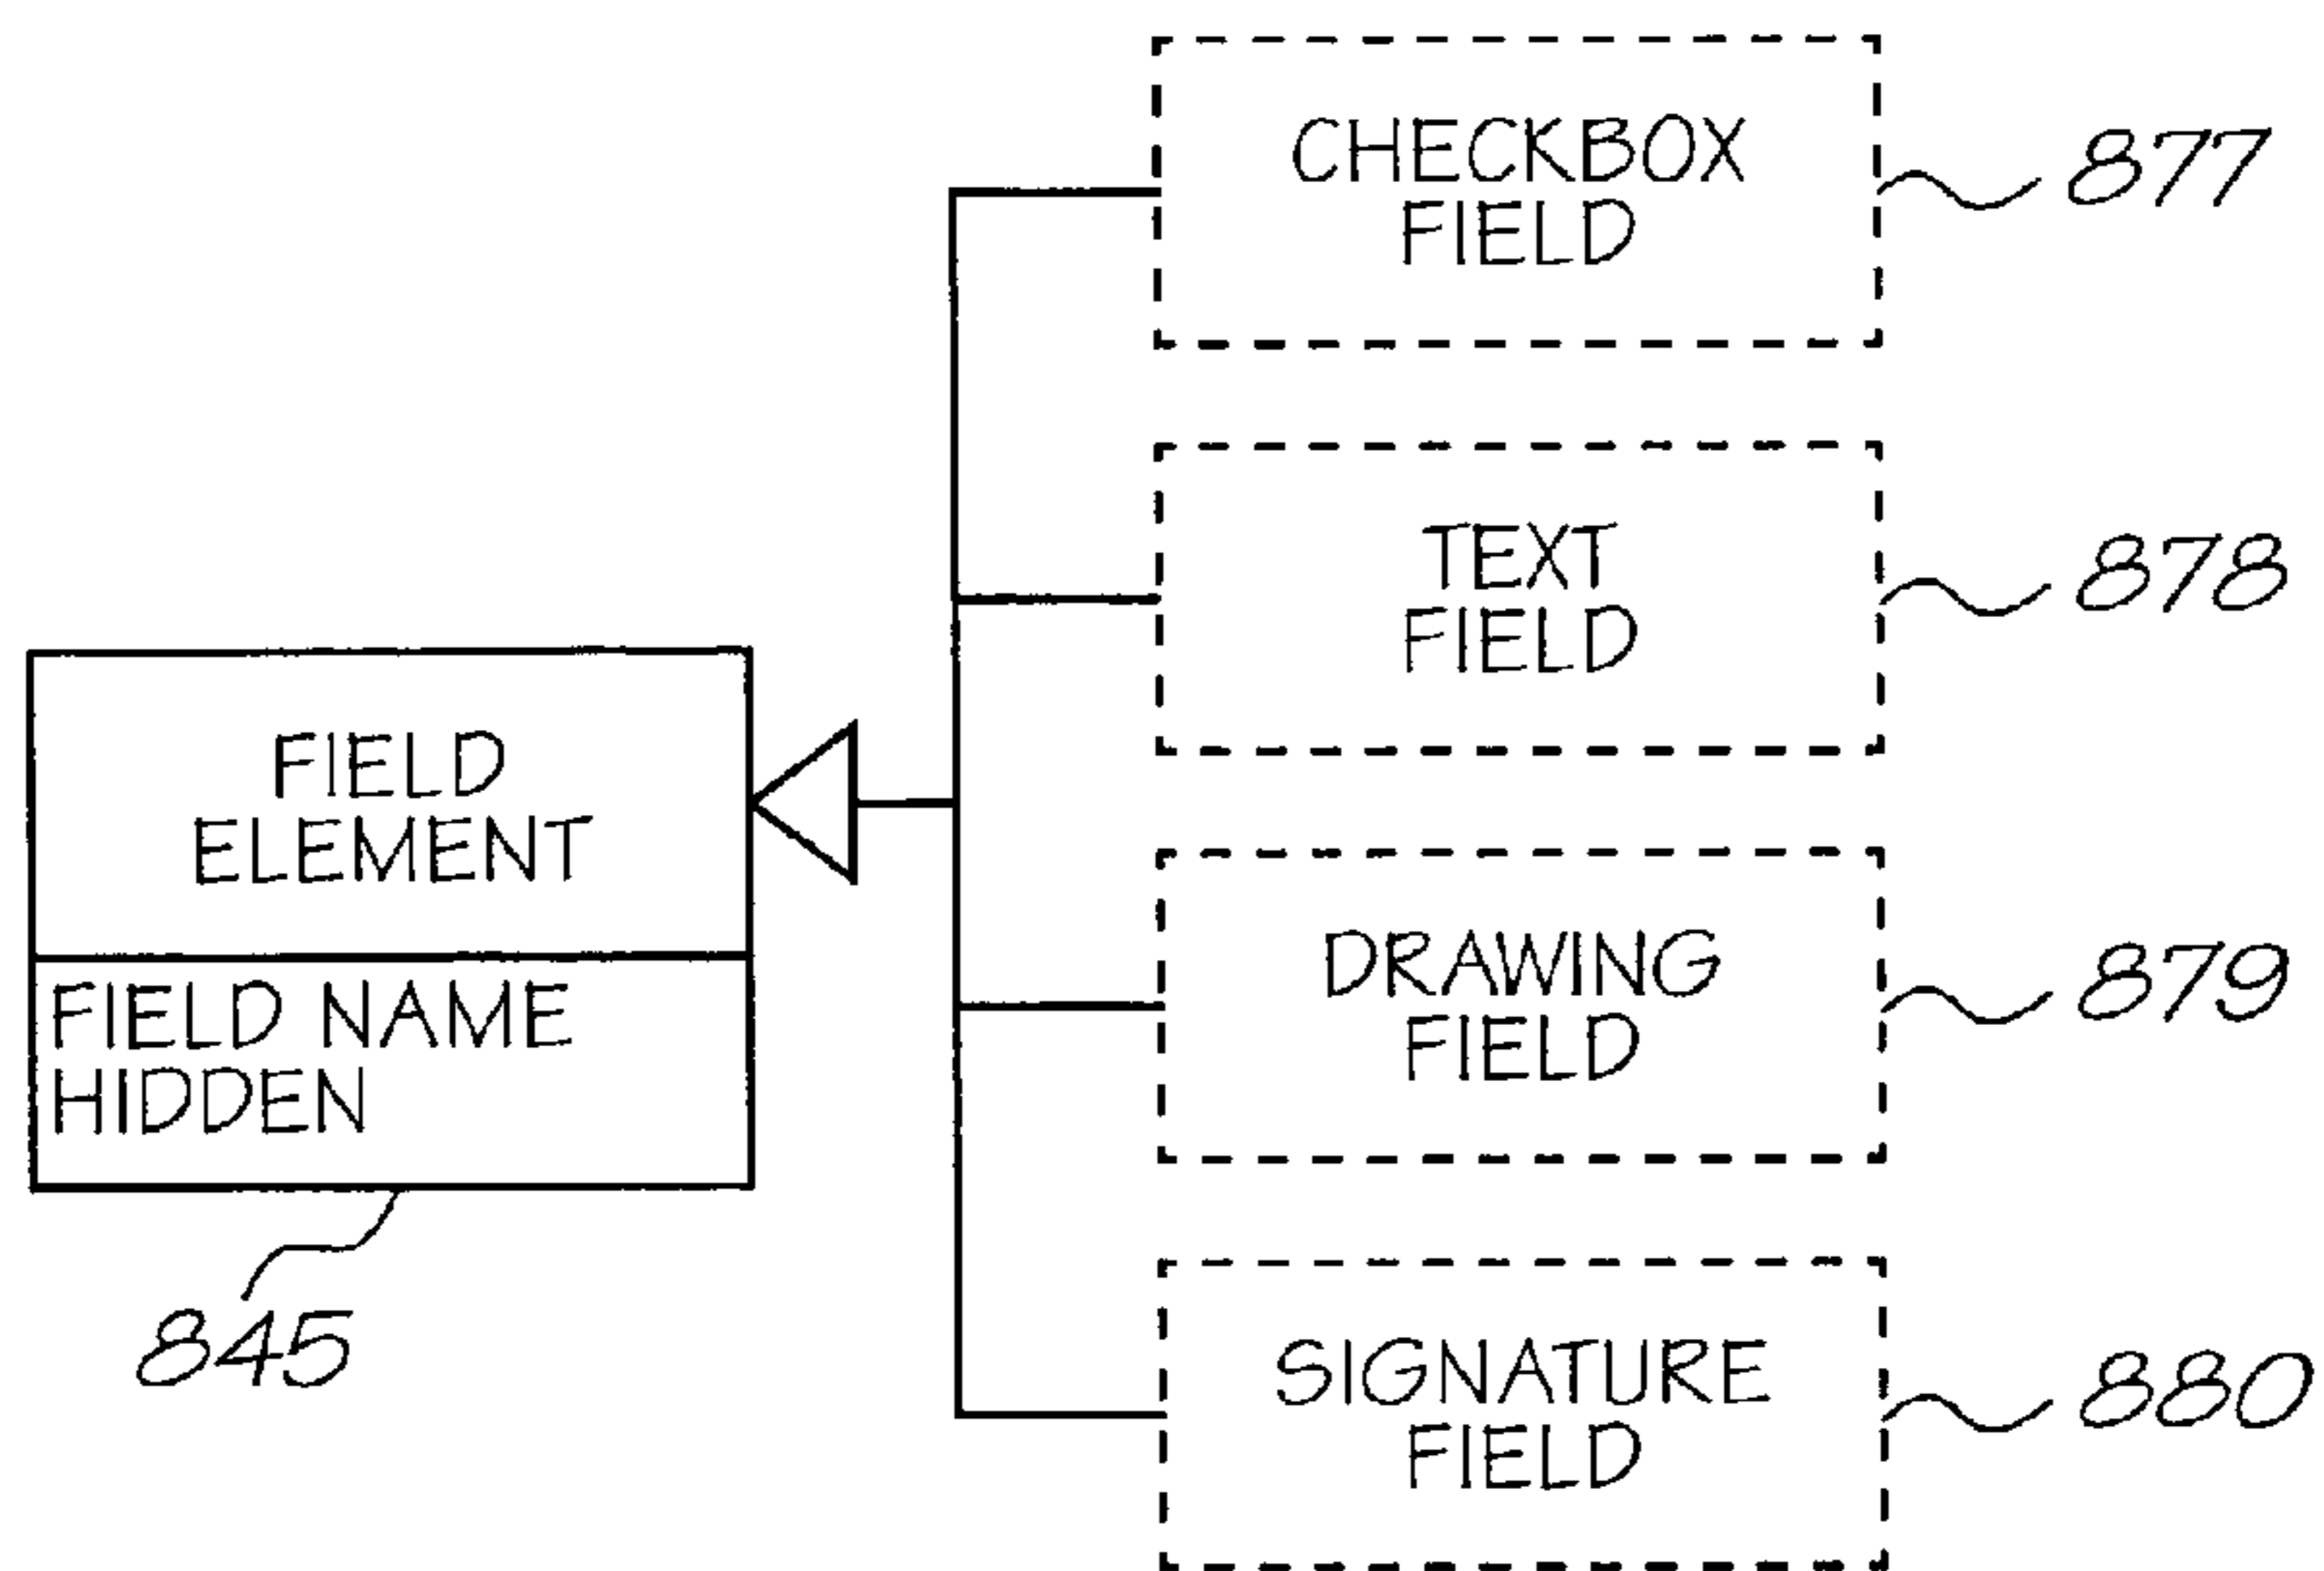 CHECKBOX
FIELD
877
TEXT
FIELD
878
FIELD
ELEMENT
FIELD NAME
HIDDEN
845
DRAWING
FIELD
879
SIGNATURE
FIELD
880